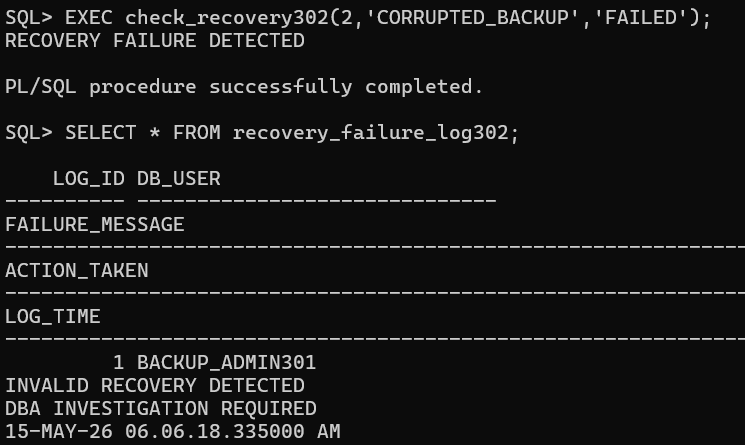 SQL> EXEC check_recovery302(2,'CORRUPTED_BACKUP','FAILED');
RECOVERY FAILURE DETECTED
PL/SQL procedure successfully completed.
SQL> SELECT * FROM recovery_failure_log302;
    LOG_ID DB_USER
---------- ------------------------------
FAILURE_MESSAGE
--------------------------------------------------------------
ACTION_TAKEN
--------------------------------------------------------------
LOG_TIME
--------------------------------------------------------------
         1 BACKUP_ADMIN301
INVALID RECOVERY DETECTED
DBA INVESTIGATION REQUIRED
15-MAY-26 06.06.18.335000 AM